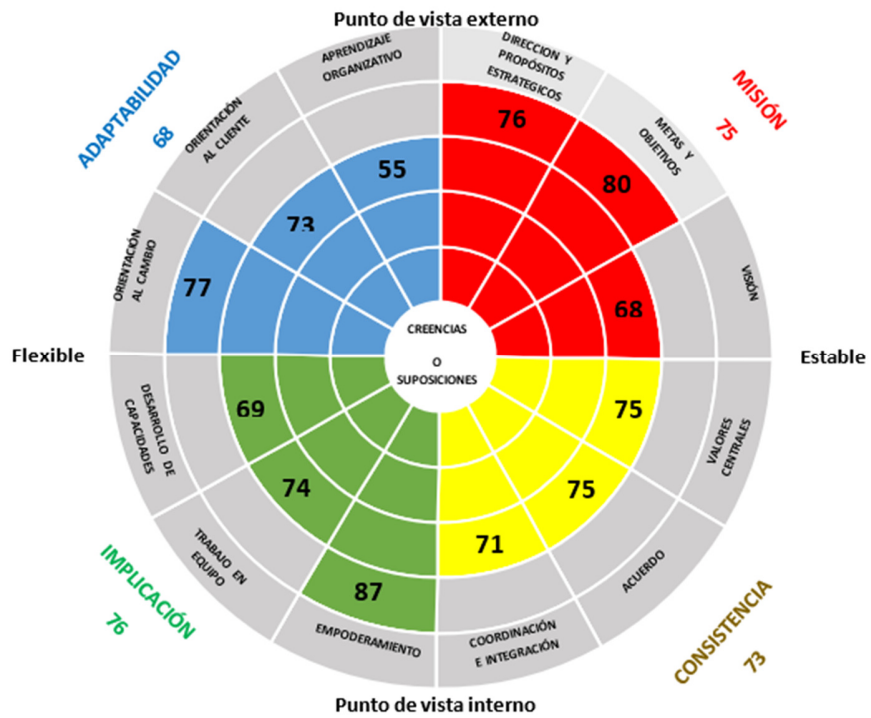 Punto de vista externo
ADAPTABILIDAD
68
MISIÓN
75
APRENDIZAJE
ORGANIZATIVO
DIRECCION Y
PROPÓSITOS
ESTRATEGICOS
ORIENTACIÓN
AL CLIENTE
METAS Y
OBJETIVOS
76
80
55
73
ORIENTACIÓN
AL CAMBIO
77
68
VISIÓN
CREENCIAS
O
SUPOSICIONES
Flexible
Estable
DESARROLLO DE
CAPACIDADES
69
75
VALORES
CENTRALES
74
75
71
87
TRABAJO EN
EQUIPO
ACUERDO
EMPODERAMIENTO
COORDINACIÓN
E INTEGRACIÓN
IMPLICACIÓN
76
CONSISTENCIA
73
Punto de vista interno